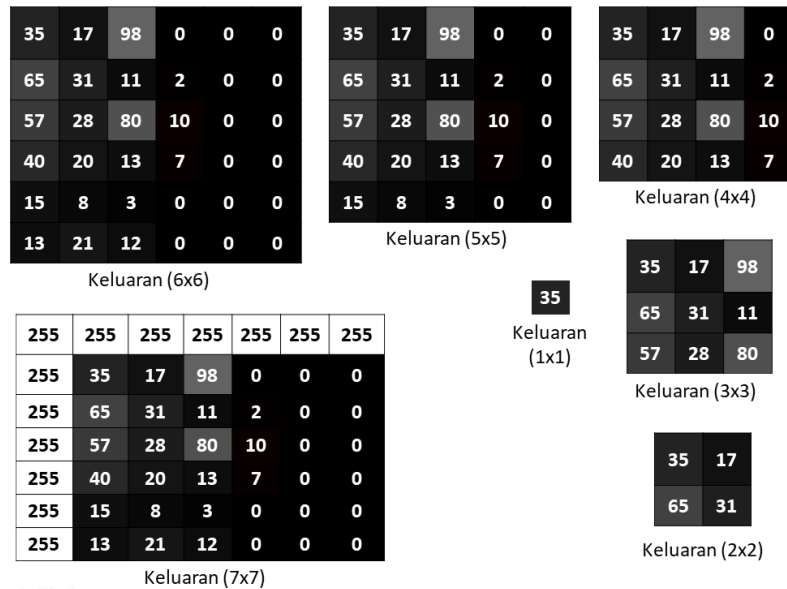 35 17 98 0 0 0
65 31 11 2 0 0
57 28 80 10 0 0
40 20 13 7 0 0
15 8 3 0 0 0
13 21 12 0 0 0
Keluaran (6x6)
35 17 98 0 0
65 31 11 2 0
57 28 80 10 0
40 20 13 7 0
15 8 3 0 0
Keluaran (5x5)
35 17 98 0
65 31 11 2
57 28 80 10
40 20 13 7
Keluaran (4x4)
35
Keluaran
(1x1)
35 17 98
65 31 11
57 28 80
Keluaran (3x3)
255 255 255 255 255 255 255
255 35 17 98 0 0 0
255 65 31 11 2 0 0
255 57 28 80 10 0 0
255 40 20 13 7 0 0
255 15 8 3 0 0 0
255 13 21 12 0 0 0
Keluaran (7x7)
35 17
65 31
Keluaran (2x2)